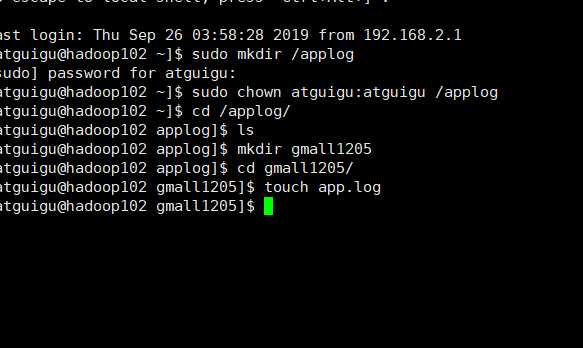 to escape to local shell, press 'Ctrl+Alt+]'.
ast login: Thu Sep 26 03:58:28 2019 from 192.168.2.1
atguigu@hadoop102 ~]$ sudo mkdir /applog
sudo] password for atguigu:
atguigu@hadoop102 ~]$ sudo chown atguigu:atguigu /applog
atguigu@hadoop102 ~]$ cd /applog/
atguigu@hadoop102 applog]$ ls
atguigu@hadoop102 applog]$ mkdir gmall1205
atguigu@hadoop102 applog]$ cd gmall1205/
atguigu@hadoop102 gmall1205]$ touch app.log
atguigu@hadoop102 gmall1205]$